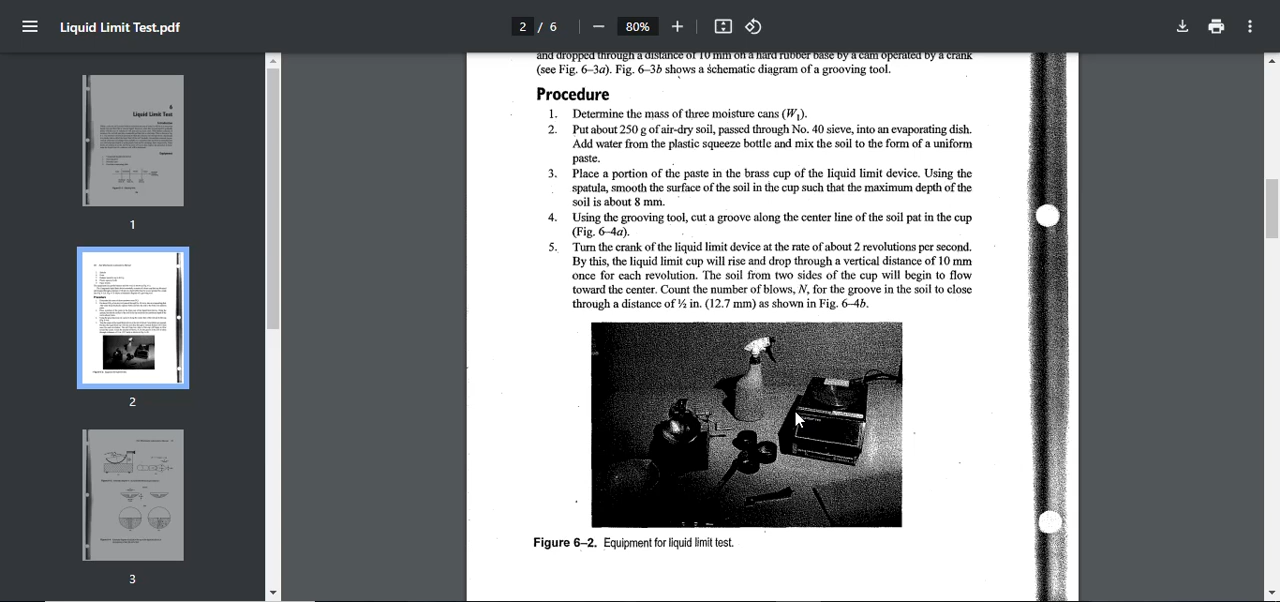 Liquid Limit Test.pdf
2 / 6
80%
1
2
3
Liquid Limit Test
and dropped through a distance of 10 mm on a hard rubber base by a cam operated by a crank
(see Fig. 6–3a). Fig. 6–3b shows a schematic diagram of a grooving tool.
Procedure
1. Determine the mass of three moisture cans (W1).
2. Put about 250 g of air-dry soil, passed through No. 40 sieve, into an evaporating dish.
Add water from the plastic squeeze bottle and mix the soil to the form of a uniform
paste.
3. Place a portion of the paste in the brass cup of the liquid limit device. Using the
spatula, smooth the surface of the soil in the cup such that the maximum depth of the
soil is about 8 mm.
4. Using the grooving tool, cut a groove along the center line of the soil pat in the cup
(Fig. 6–4a).
5. Turn the crank of the liquid limit device at the rate of about 2 revolutions per second.
By this, the liquid limit cup will rise and drop through a vertical distance of 10 mm
once for each revolution. The soil from two sides of the cup will begin to flow
toward the center. Count the number of blows, N, for the groove in the soil to close
through a distance of ½ in. (12.7 mm) as shown in Fig. 6–4b.
Figure 6–2. Equipment for liquid limit test.